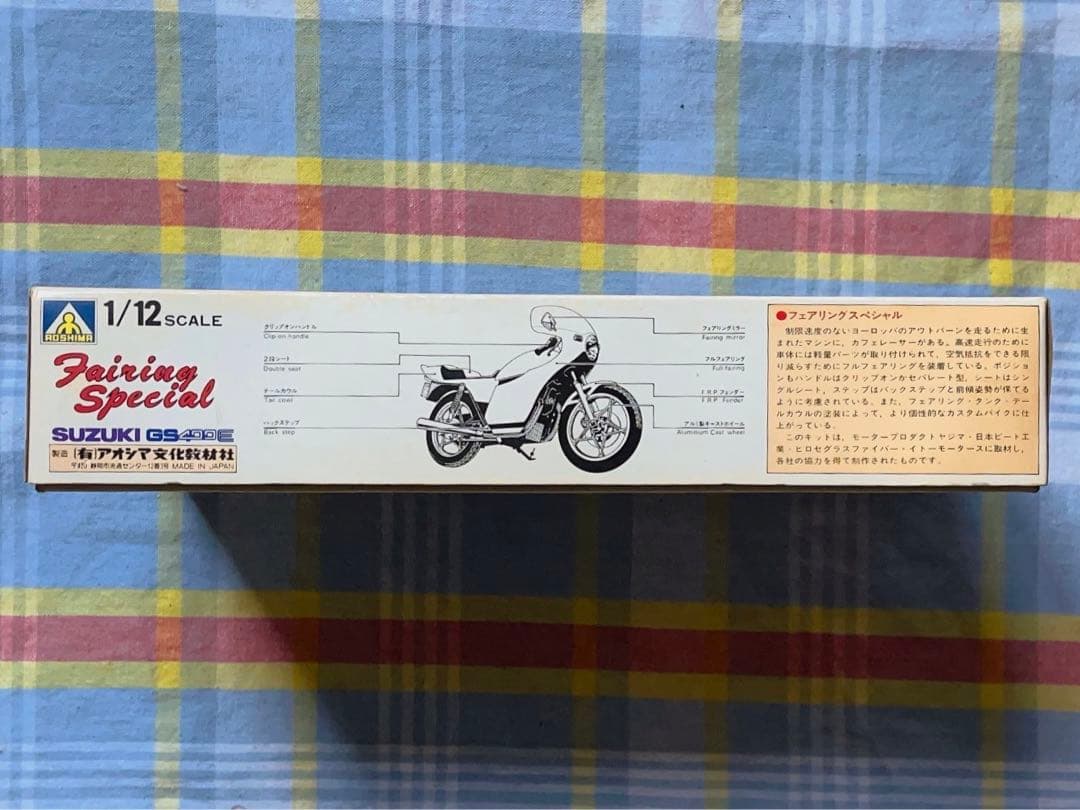 AOSHIMA
1/12 SCALE
Fairing
Special
SUZUKI GS400E
製造 (有)アオシマ文化教材社
静岡市流通センター12番3号 MADE IN JAPAN
クリップオンハンドル
Clip-on handle
2段シート
Double seat
テールカウル
Tail cowl
バックステップ
Back step
フェアリングミラー
Fairing mirror
フルフェアリング
Full fairing
F.R.P. フェンダー
F.R.P. Fender
アルミ製キャストホイール
Aluminium Cast wheel
●フェアリングスペシャル
制限速度のないヨーロッパのアウトバーンを走るために生
まれたマシンに、カフェレーサーがある。高速走行のために
車体には軽量パーツが取り付けられて、空気抵抗をできる限
り減らすためにフルフェアリングを装着している。ポジショ
ンもハンドルはクリップオンかセパレート型、シートはシン
グルシート、ステップはバックステップと前傾姿勢が保てる
ように考慮されている。また、フェアリング・タンク・テー
ルカウルの塗装によって、より個性的なカスタムバイクに仕
上がっている。
このキットは、モータープロダクトヤジマ・日本ビート工
業・ヒロセグラスファイバー・イトーモータースに取材し、
各社の協力を得て制作されたものです。